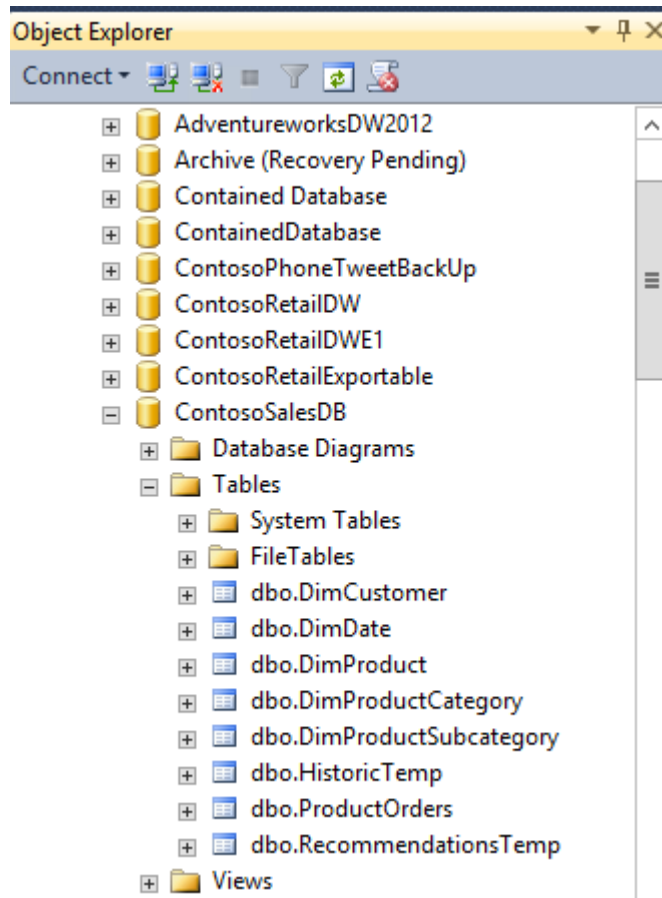 Object Explorer
Connect
AdventureworksDW2012
Archive (Recovery Pending)
Contained Database
ContainedDatabase
ContosoPhoneTweetBackUp
ContosoRetailDW
ContosoRetailDWE1
ContosoRetailExportable
ContosoSalesDB
Database Diagrams
Tables
System Tables
FileTables
dbo.DimCustomer
dbo.DimDate
dbo.DimProduct
dbo.DimProductCategory
dbo.DimProductSubcategory
dbo.HistoricTemp
dbo.ProductOrders
dbo.RecommendationsTemp
Views